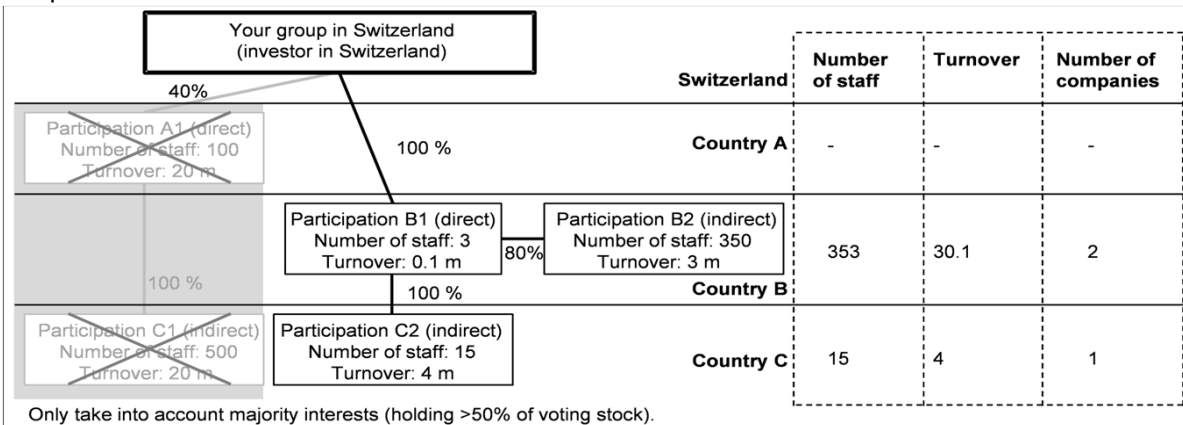 Your group in Switzerland
(investor in Switzerland)
Number of staff
Turnover
Number of companies
Switzerland
40%
Participation A1 (direct)
Number of staff: 100
Turnover: 20 m
100 %
Country A
-
-
-
Participation B1 (direct)
Number of staff: 3
Turnover: 0.1 m
80%
Participation B2 (indirect)
Number of staff: 350
Turnover: 3 m
353
30.1
2
100 %
100 %
Country B
Participation C1 (indirect)
Number of staff: 500
Turnover: 20 m
Participation C2 (indirect)
Number of staff: 15
Turnover: 4 m
Country C
15
4
1
Only take into account majority interests (holding >50% of voting stock).